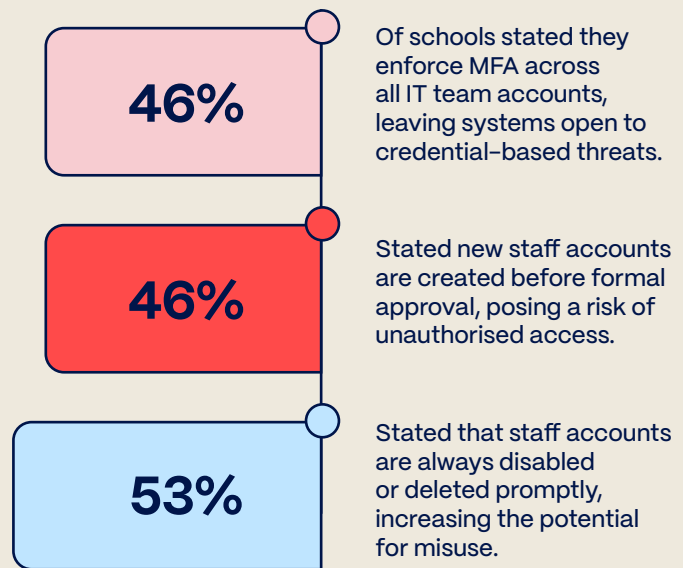 46%
Of schools stated they
enforce MFA across
all IT team accounts,
leaving systems open to
credential-based threats.
46%
Stated new staff accounts
are created before formal
approval, posing a risk of
unauthorised access.
53%
Stated that staff accounts
are always disabled
or deleted promptly,
increasing the potential
for misuse.